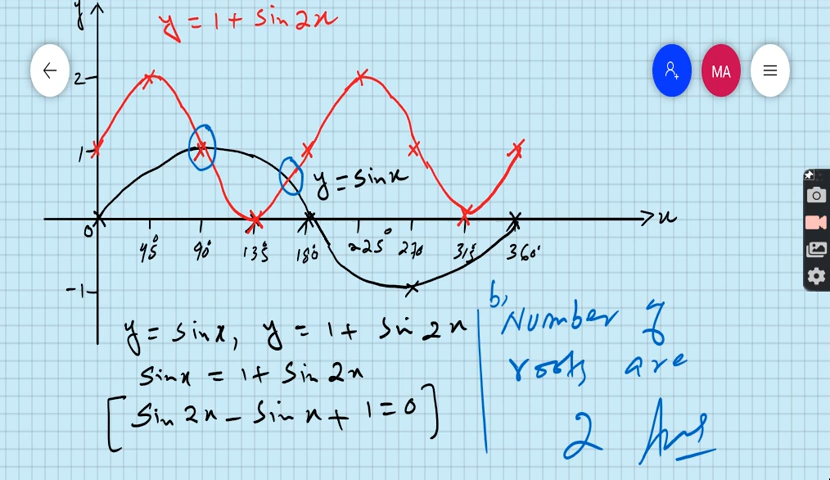 y
y = 1 + sin 2x
MA
2
1
y = sinx
0
45° 90° 135° 180° 225° 270 315° 360°
x
-1
y = sinx, y = 1 + sin 2x
sinx = 1 + sin 2x
[sin 2x - sin x + 1 = 0]
b,
Number of
roots are
2 Ans